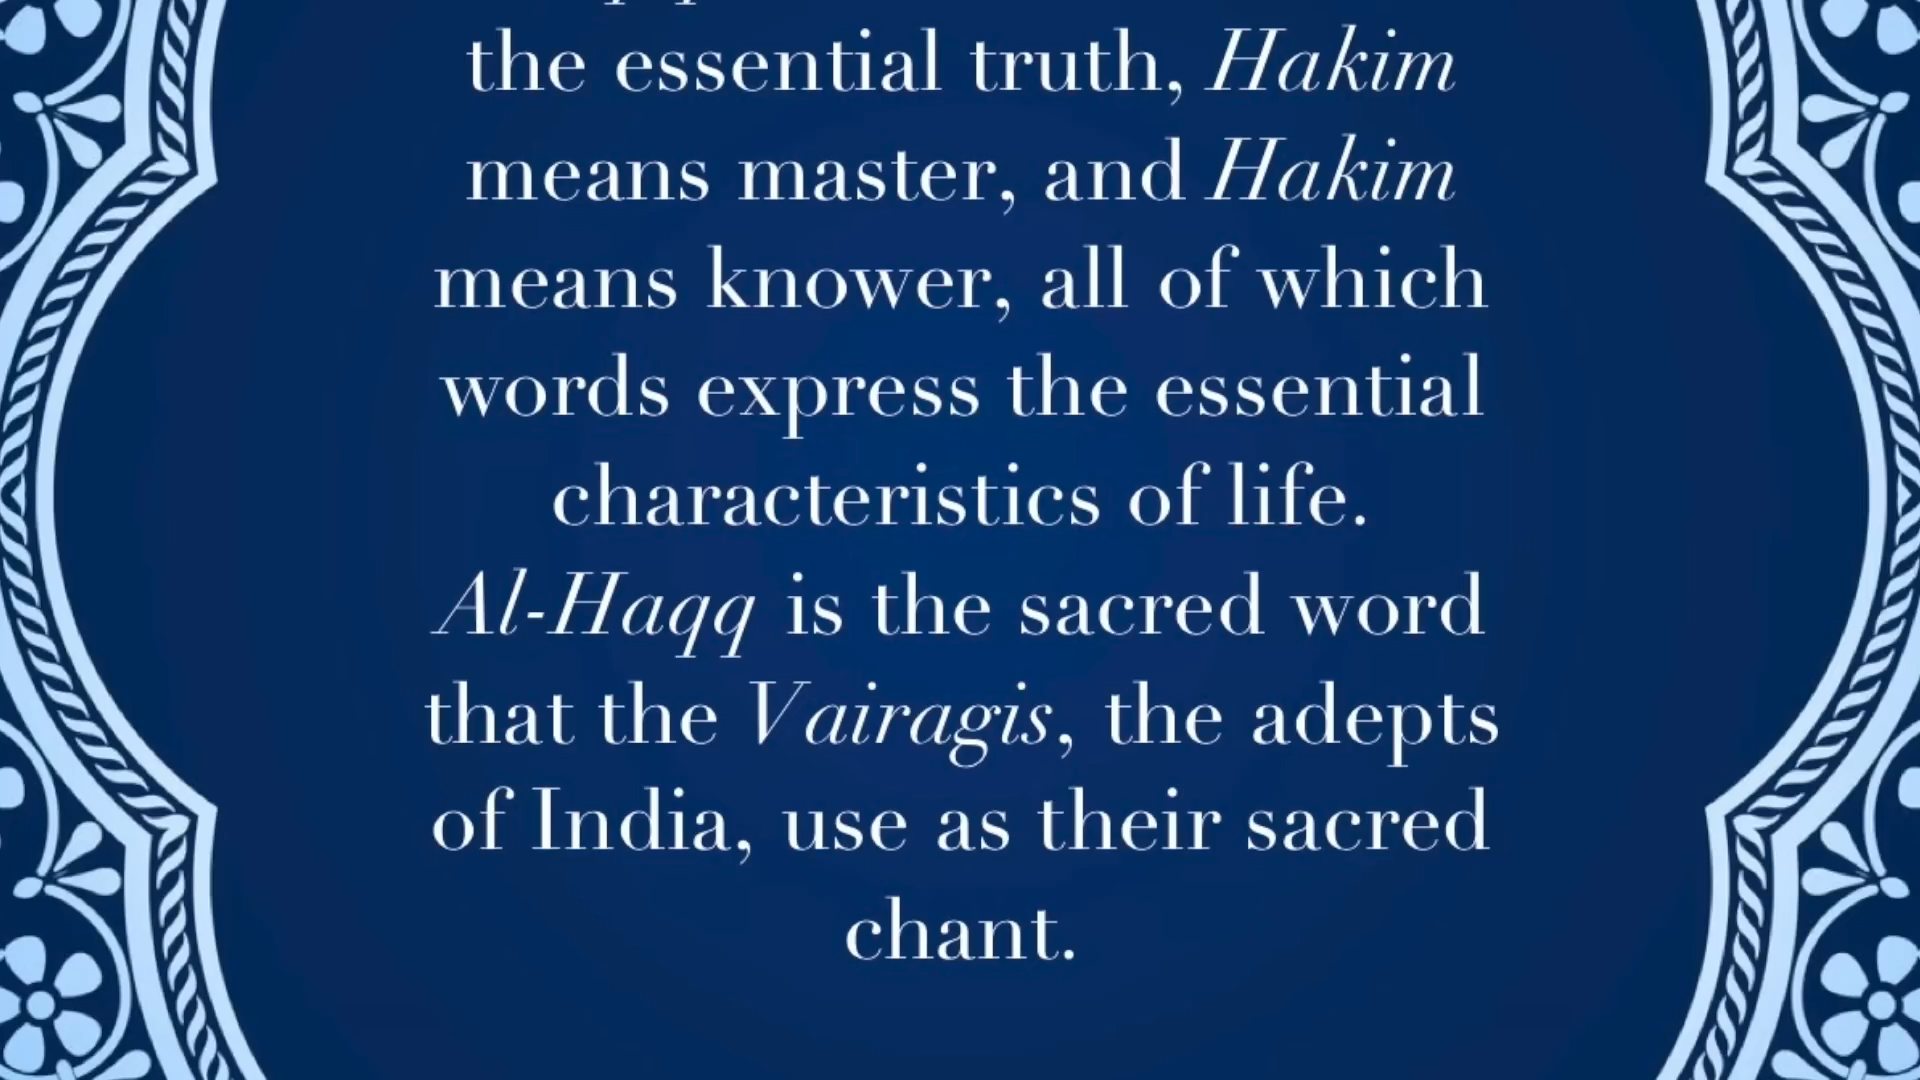 the essential truth, Hakim
means master, and Hakim
means knower, all of which
words express the essential
characteristics of life.
Al-Haqq is the sacred word
that the Vairagis, the adepts
of India, use as their sacred
chant.